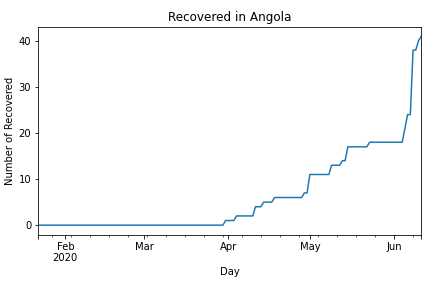 Recovered in Angola
Number of Recovered
40
30
20
10
0
Feb
2020
Mar
Apr
May
Jun
Day